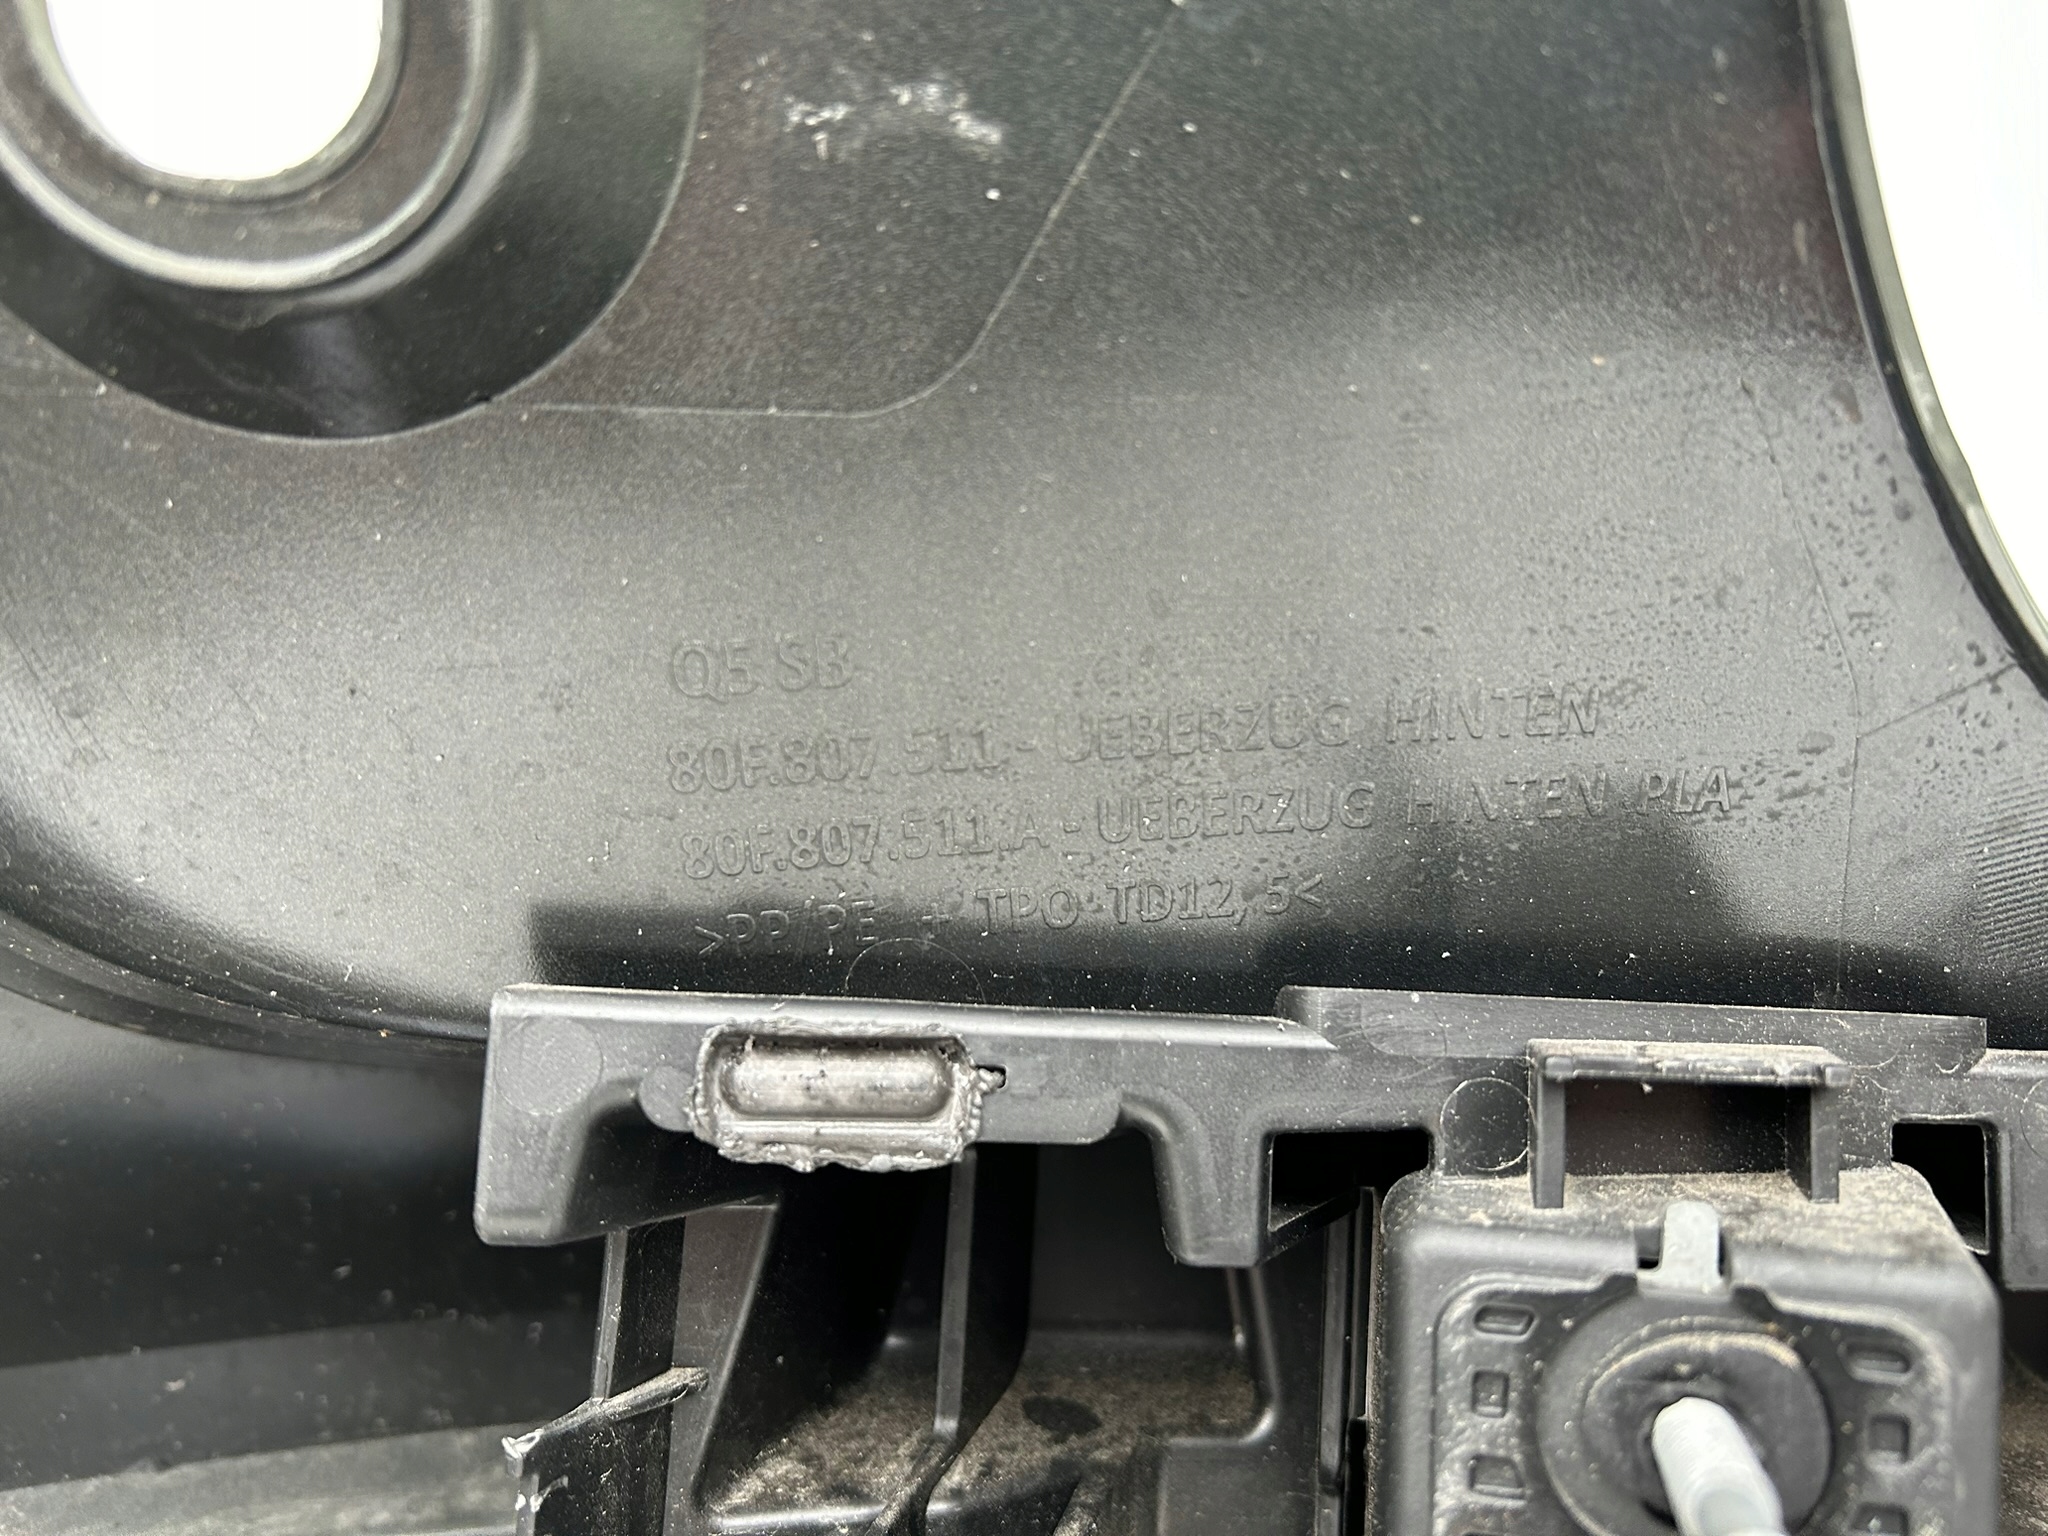 Q5 SB
80F.807.511 - UEBERZUG HINTEN
80F.807.511.A - UEBERZUG HINTEN PLA
>PP/PE + TPO TD12,5<